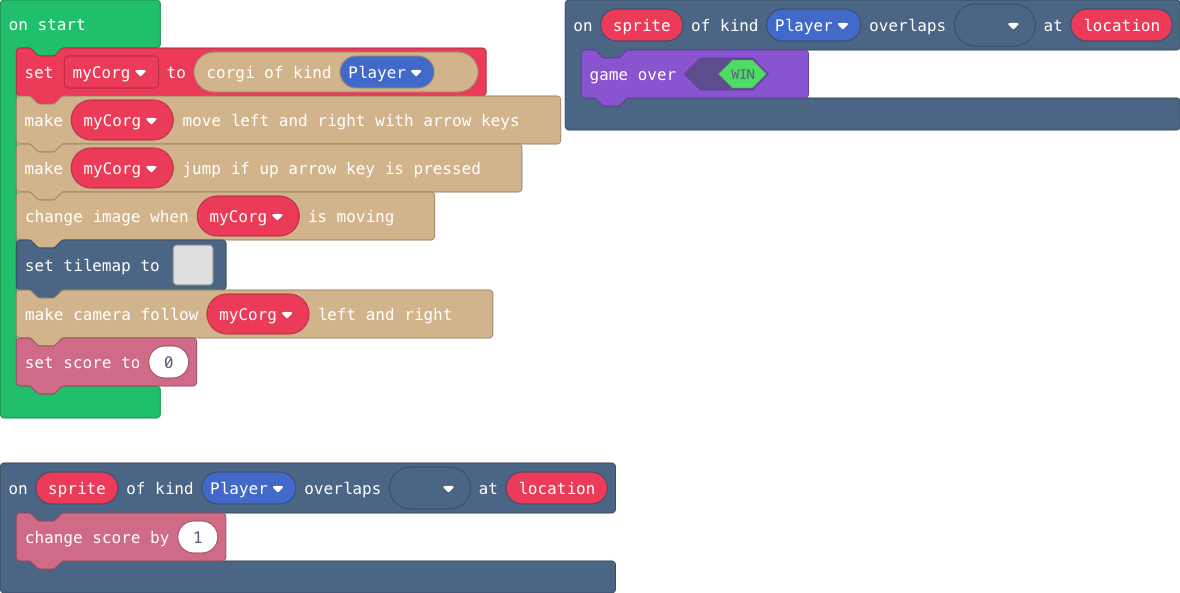 on start
set myCorg to corgi of kind Player
make myCorg move left and right with arrow keys
make myCorg jump if up arrow key is pressed
change image when myCorg is moving
set tilemap to
make camera follow myCorg left and right
set score to 0
on sprite of kind Player overlaps at location
game over WIN
on sprite of kind Player overlaps at location
change score by 1